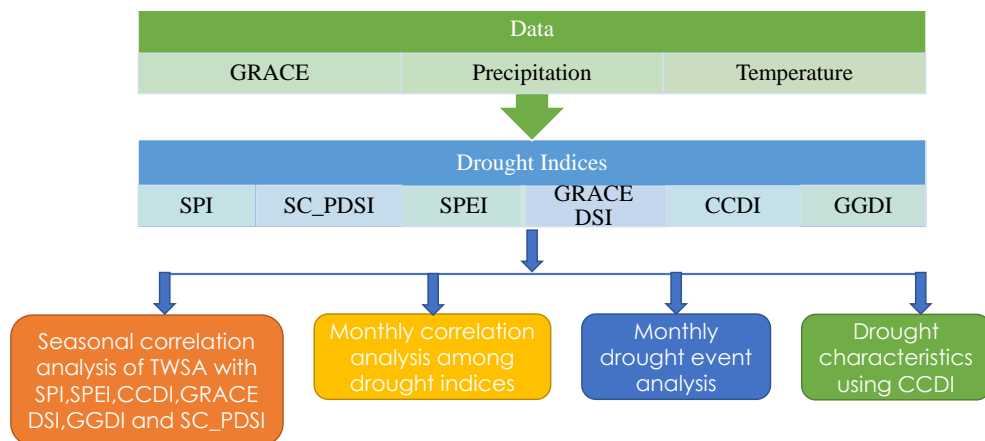 Data
GRACE
Precipitation
Temperature
Drought Indices
SPI
SC_PDSI
SPEI
GRACE
DSI
CCDI
GGDI
Seasonal correlation
analysis of TWSA with
SPI,SPEI,CCDI,GRACE
DSI,GGDI and SC_PDSI
Monthly correlation
analysis among
drought indices
Monthly
drought event
analysis
Drought
characteristics
using CCDI